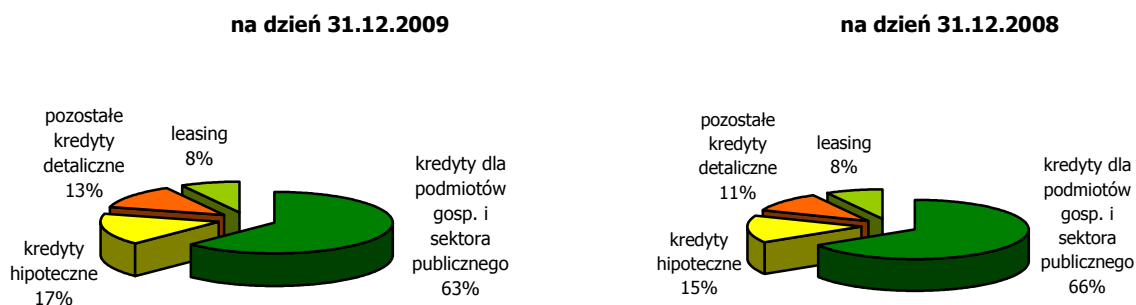 na dzień 31.12.2009
pozostałe
kredyty
detaliczne
13%
leasing
8%
kredyty dla
podmiotów
gosp. i
sektora
publicznego
63%
kredyty
hipoteczne
17%
na dzień 31.12.2008
pozostałe
kredyty
detaliczne
11%
leasing
8%
kredyty dla
podmiotów
gosp. i
sektora
publicznego
66%
kredyty
hipoteczne
15%